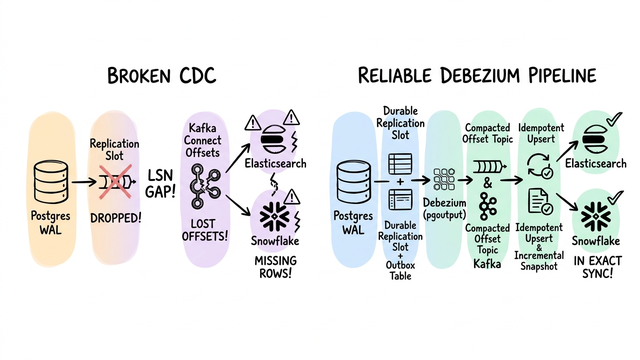 BROKEN CDC
Postgres
WAL
Replication
Slot
DROPPED!
LSN
GAP!
Kafka
Connect
Offsets
LOST
OFFSETS!
Elasticsearch
Snowflake
MISSING
ROWS!
RELIABLE DEBEZIUM PIPELINE
Postgres
WAL
Durable
Replication
Slot
+
Durable
Replication
Slot
+
Outbox
Table
Debezium
(pgoutput)
Compacted
Offset Topic
&
Compacted
Offset
Topic
Kafka
Idempotent
Upsert
Idempotent
Upsert
&
Incremental
Snapshot
Elasticsearch
Snowflake
IN EXACT
SYNC!